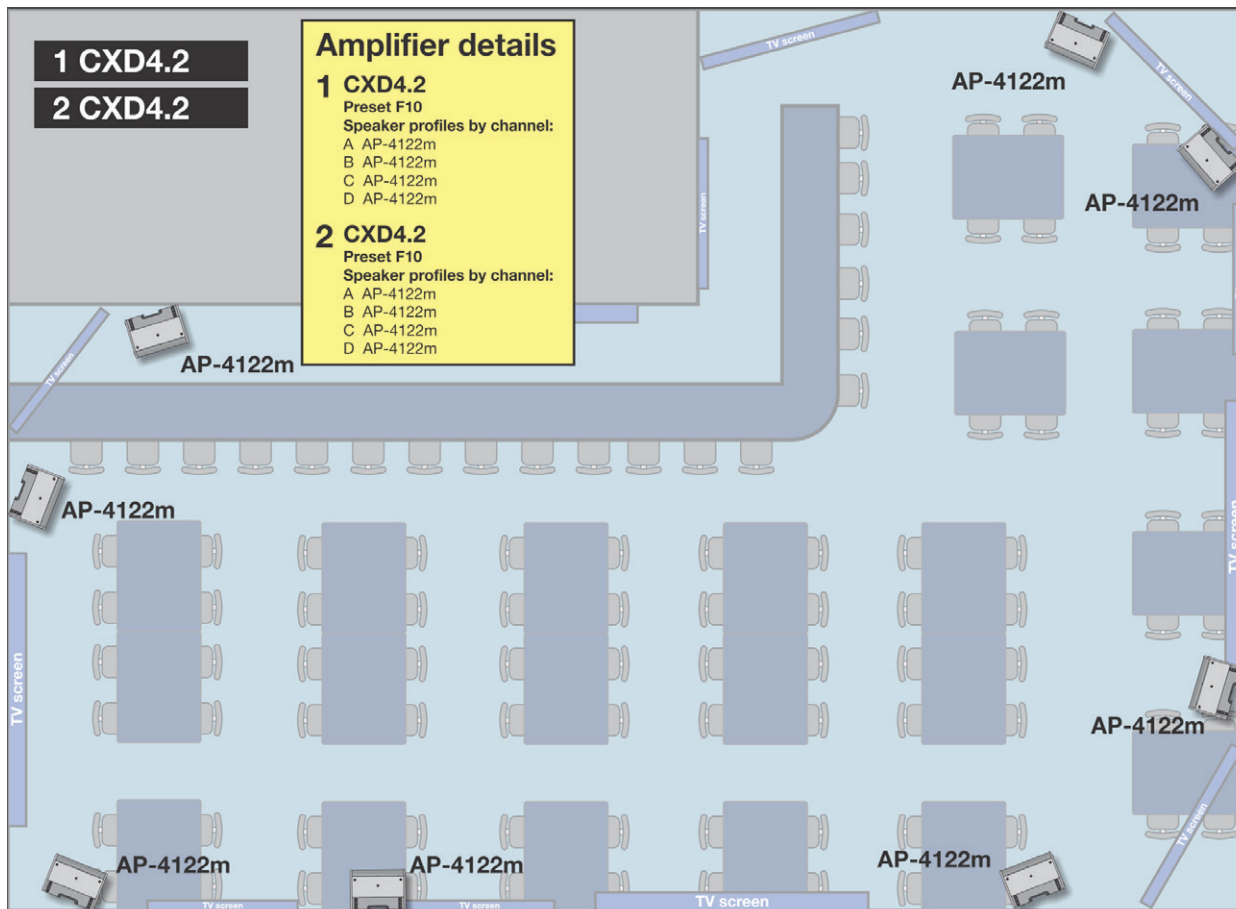 1 CXD4.2
2 CXD4.2
Amplifier details
1 CXD4.2
Preset F10
Speaker profiles by channel:
A AP-4122m
B AP-4122m
C AP-4122m
D AP-4122m
2 CXD4.2
Preset F10
Speaker profiles by channel:
A AP-4122m
B AP-4122m
C AP-4122m
D AP-4122m
TV screen
TV screen
AP-4122m
TV screen
AP-4122m
TV screen
AP-4122m
AP-4122m
TV screen
TV screen
AP-4122m
TV screen
AP-4122m
AP-4122m
AP-4122m
TV screen
TV screen
TV screen